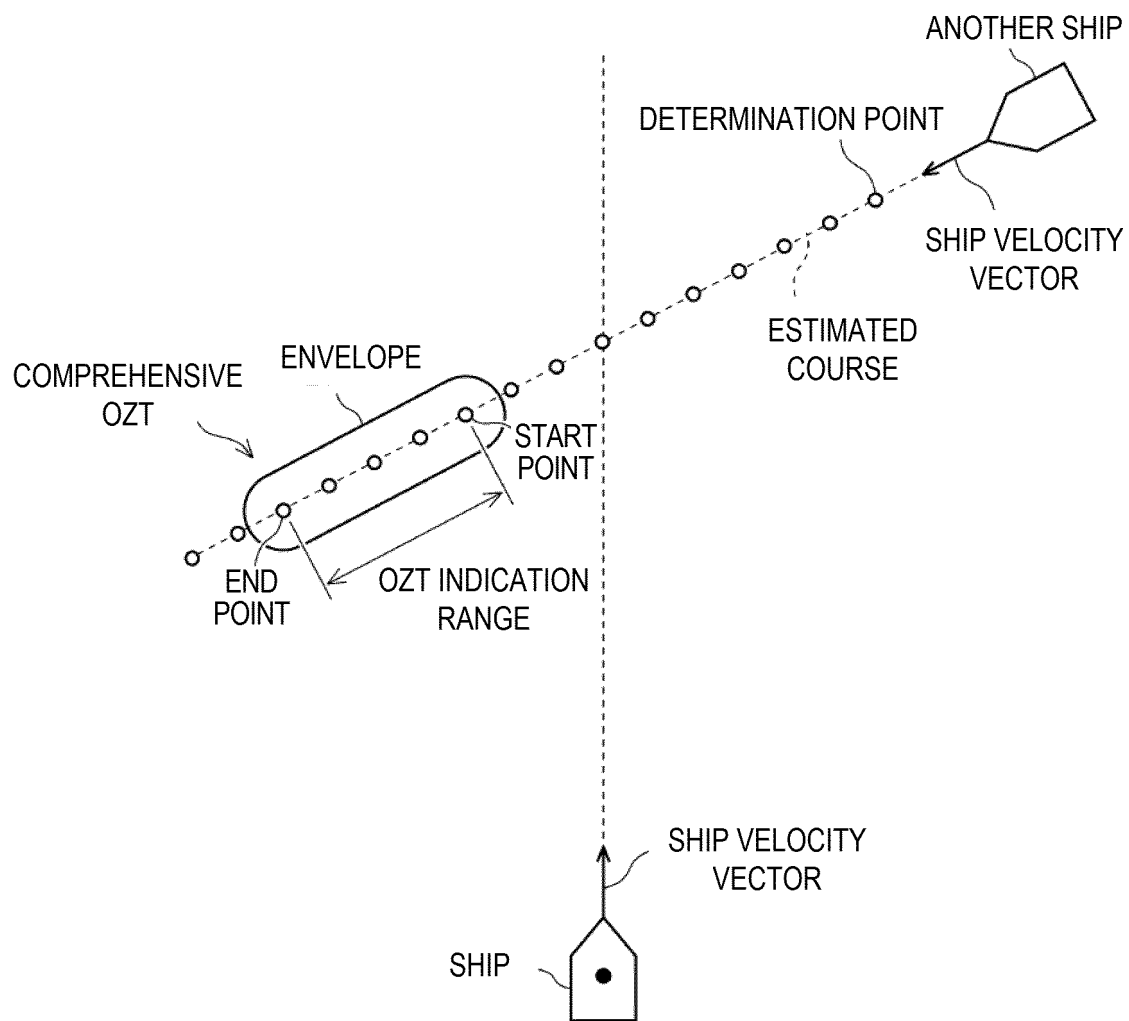 ANOTHER SHIP
DETERMINATION POINT
SHIP VELOCITY
VECTOR
ESTIMATED
COURSE
ENVELOPE
COMPREHENSIVE
OZT
START
POINT
END
POINT
OZT INDICATION
RANGE
SHIP VELOCITY
VECTOR
SHIP